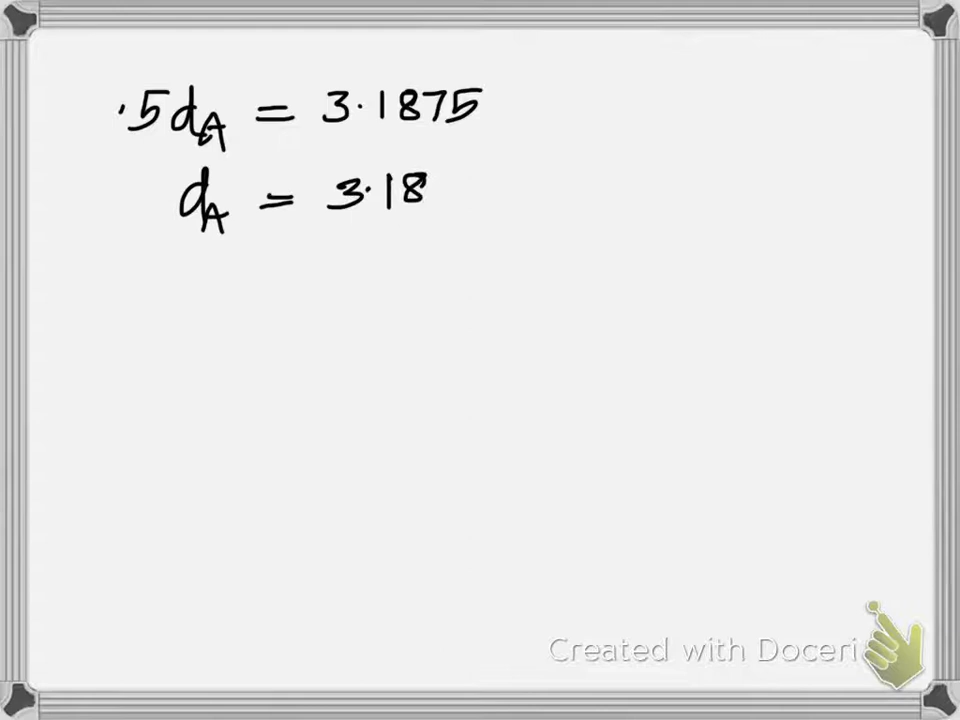 .5dA = 3.1875
dA = 3.18
Created with Doceri